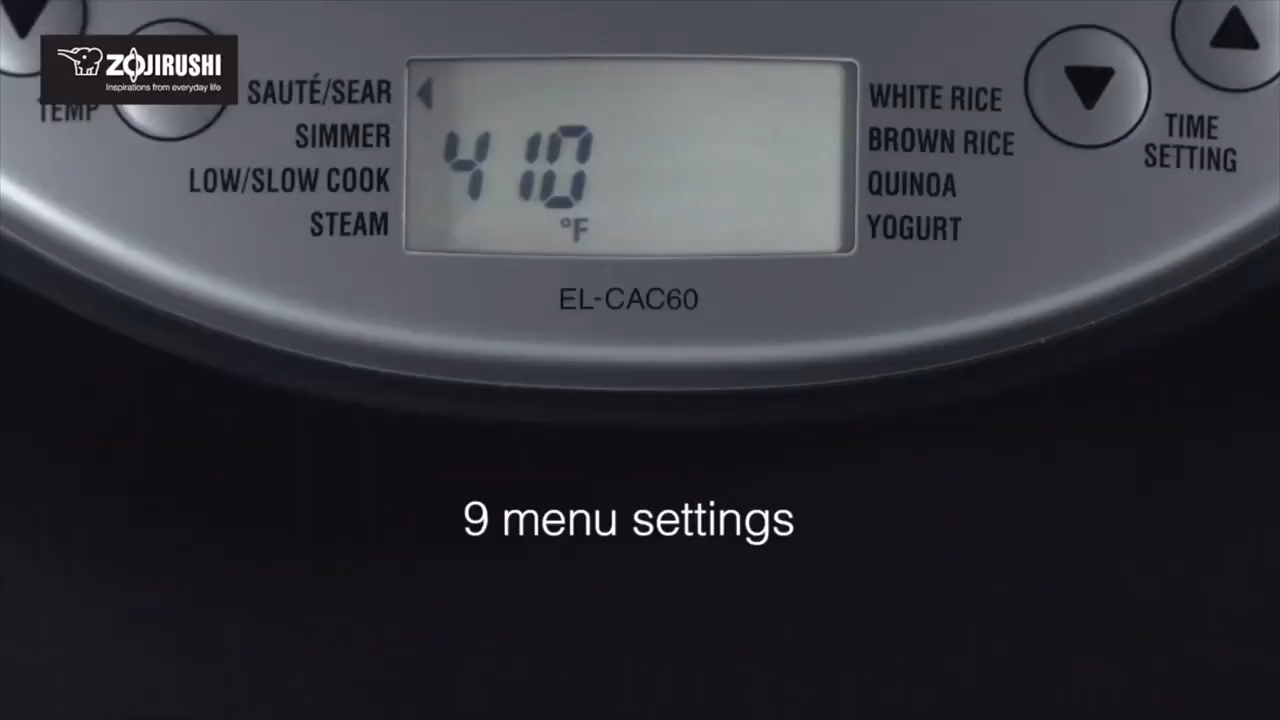 ZOJIRUSHI
Inspirations from everyday life
TEMP
SAUTÉ/SEAR
SIMMER
LOW/SLOW COOK
STEAM
410
°F
WHITE RICE
BROWN RICE
QUINOA
YOGURT
TIME
SETTING
EL-CAC60
9 menu settings